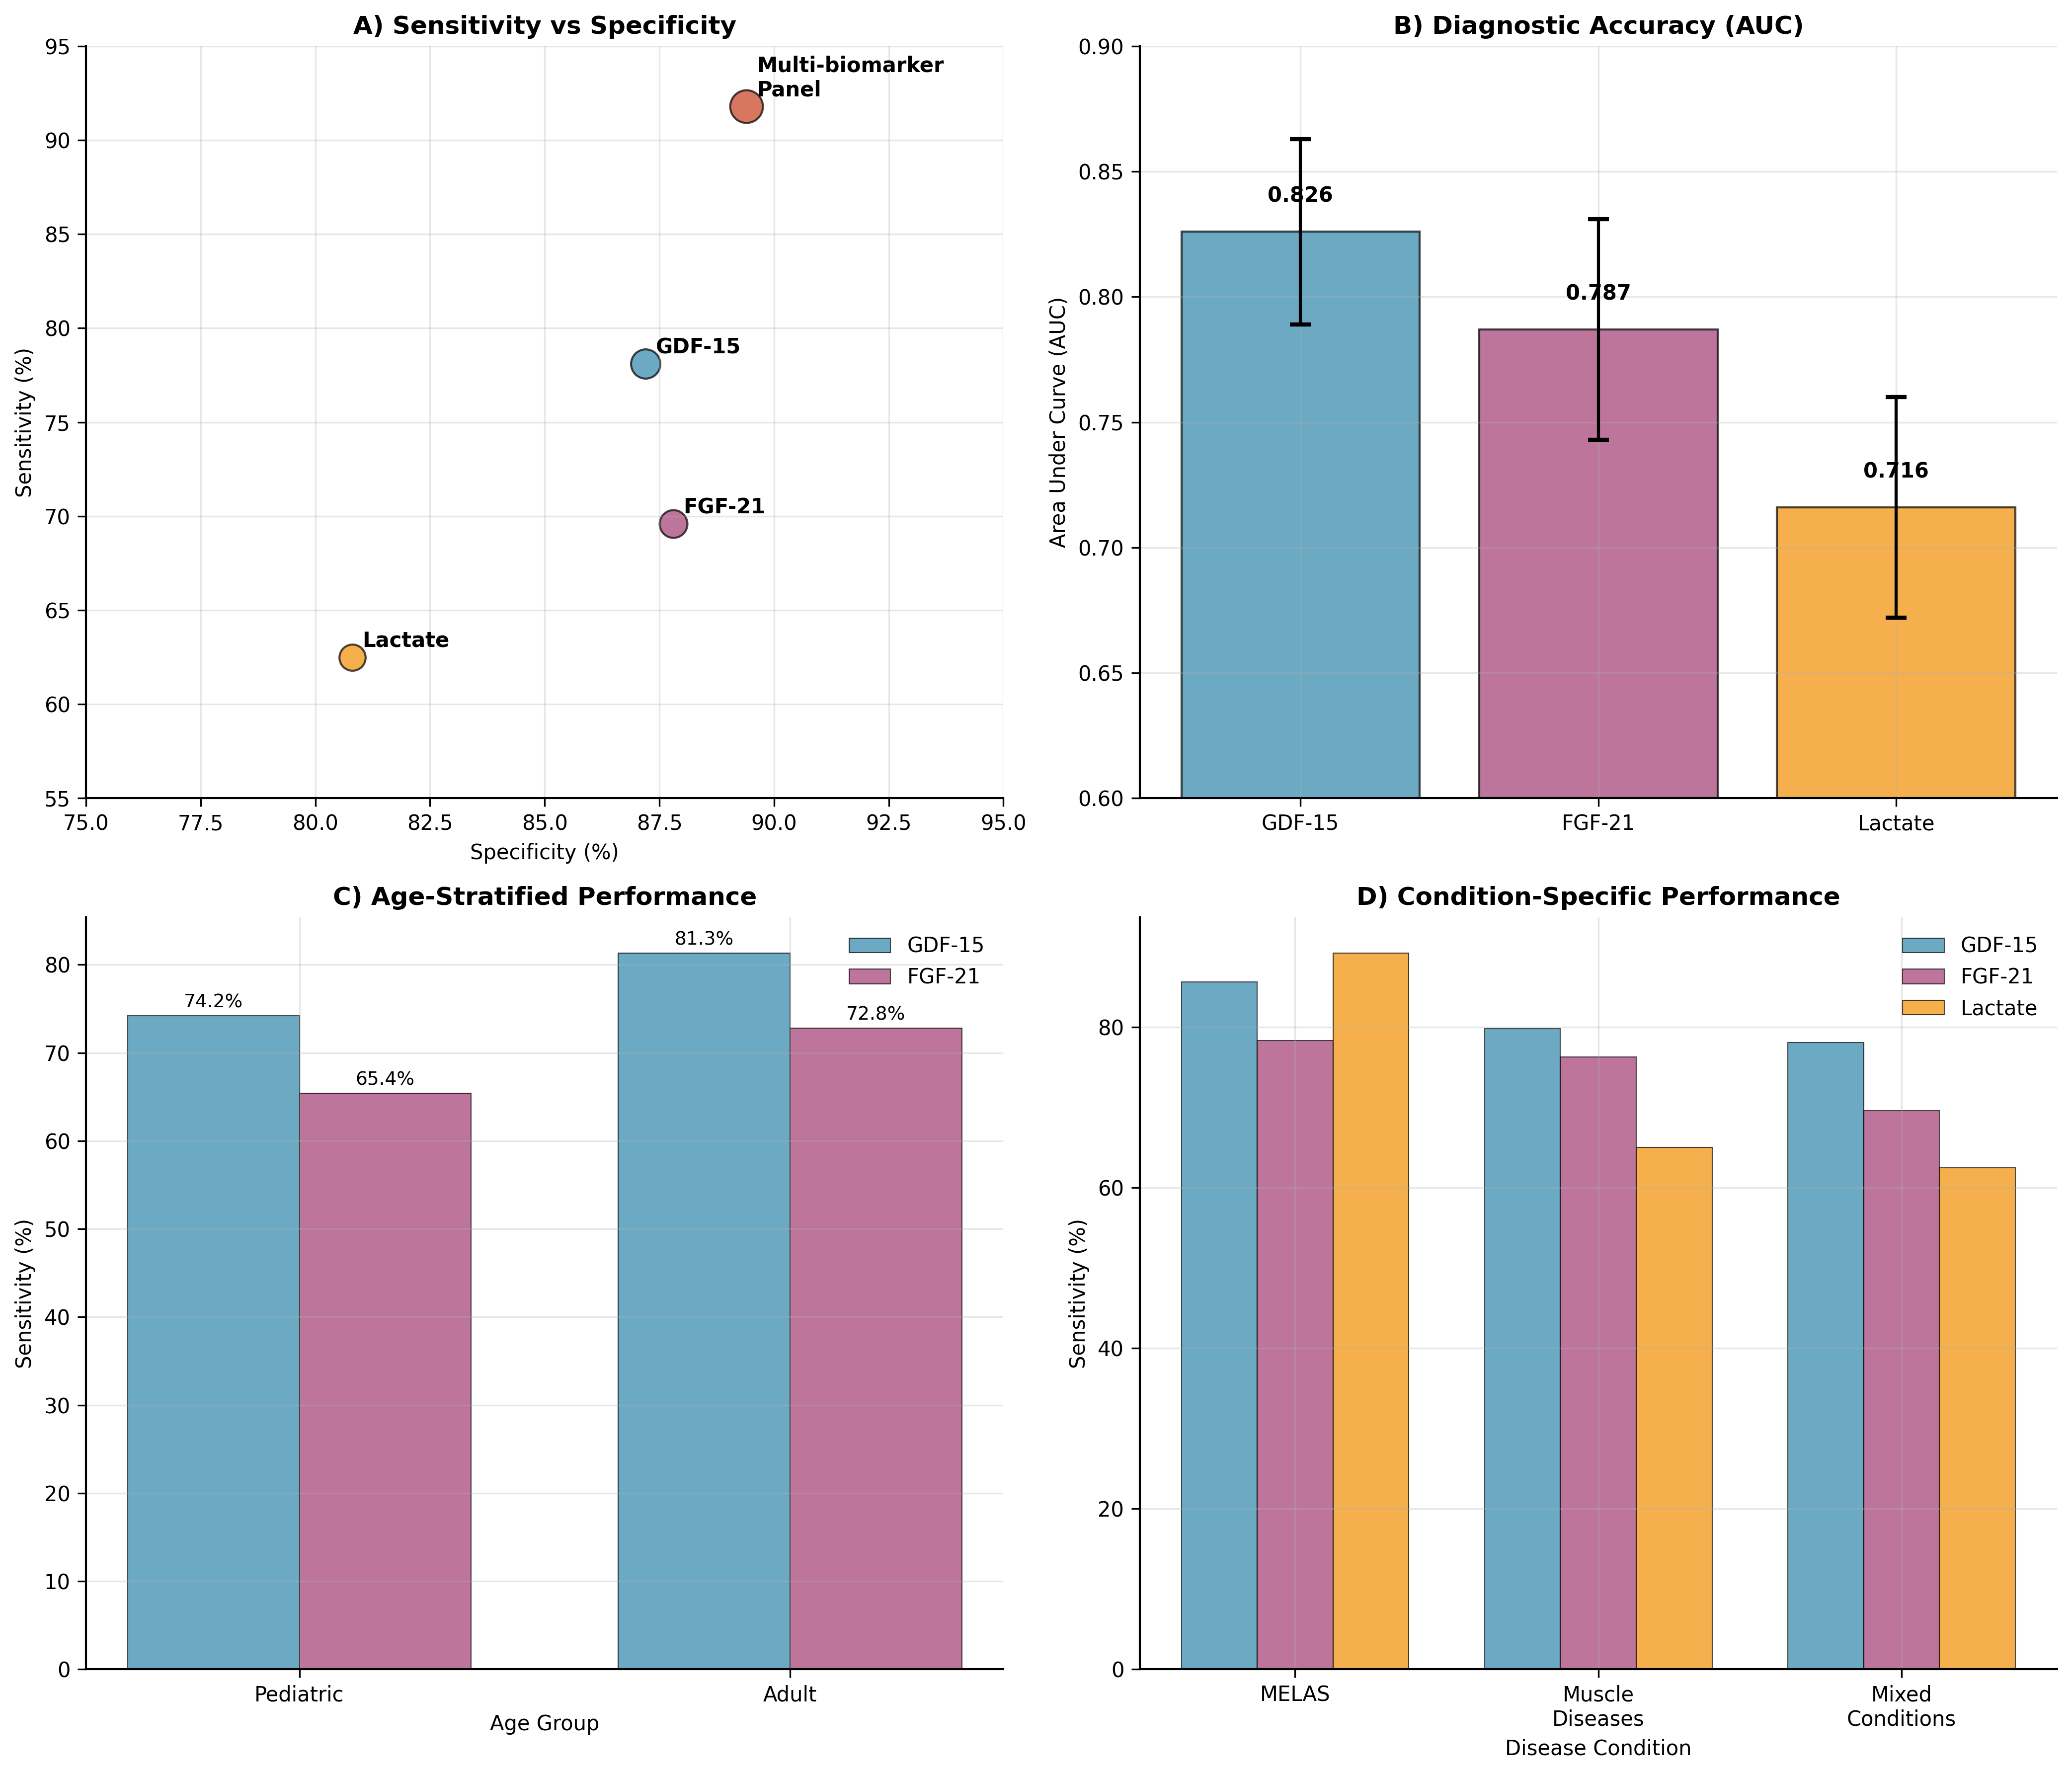 A) Sensitivity vs Specificity
95
90
85
80
75
70
65
60
55
Sensitivity (%)
Multi-biomarker
Panel
GDF-15
FGF-21
Lactate
75.0 77.5 80.0 82.5 85.0 87.5 90.0 92.5 95.0
Specificity (%)
B) Diagnostic Accuracy (AUC)
0.90
0.85
0.80
0.75
0.70
0.65
0.60
Area Under Curve (AUC)
0.826
0.787
0.716
GDF-15 FGF-21 Lactate
C) Age-Stratified Performance
80
70
60
50
40
30
20
10
0
Sensitivity (%)
GDF-15
FGF-21
74.2%
65.4%
81.3%
72.8%
Pediatric Adult
Age Group
D) Condition-Specific Performance
80
60
40
20
0
Sensitivity (%)
GDF-15
FGF-21
Lactate
MELAS
Muscle
Diseases
Mixed
Conditions
Disease Condition